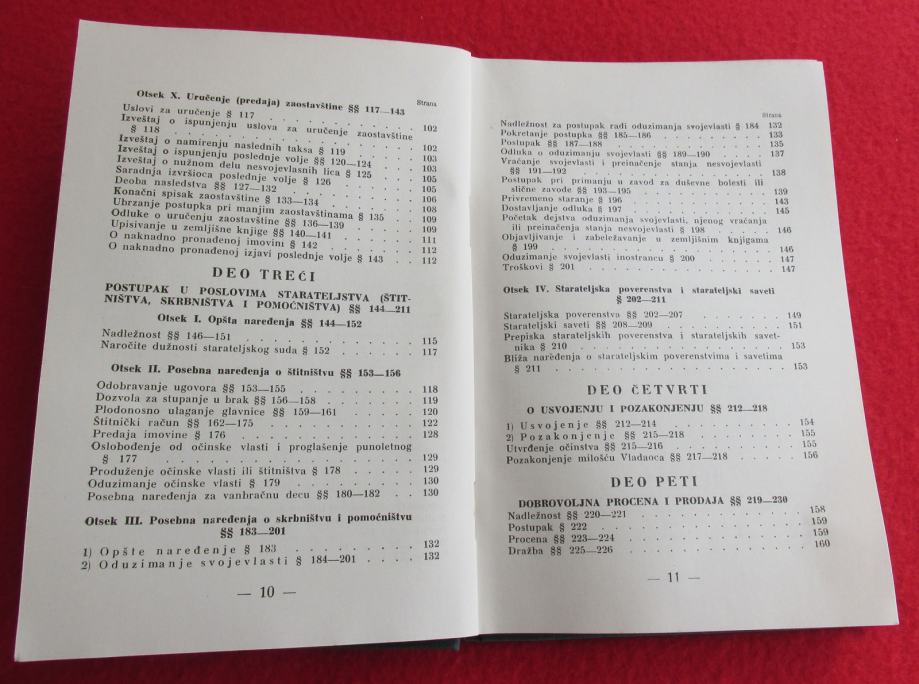 Otsek X. Uručenje (predaja) zaostavštine §§ 117—143
Strana
Uslovi za uručenje § 117 . . . . . . . . . . . 102
Izveštaj o ispunjenju uslova za uručenje zaostavštine
§ 118 . . . . . . . . . . . . . . . 102
Izveštaj o namirenju naslednih taksa § 119 . . . . . 103
Izveštaj o ispunjenju poslednje volje §§ 120—124 . . . . 103
Izveštaj o nužnom delu nesvojevlasnih lica § 125 . . . 105
Saradnja izvršioca poslednje volje § 126 . . . . . . 105
Deoba nasledstva §§ 127—132 . . . . . . . . . 106
Konačni spisak zaostavštine § 133—134 . . . . . . 108
Ubrzanje postupka pri manjim zaostavštinama § 135 . . 109
Odluke o uručenju zaostavštine §§ 136—139 . . . . . 109
Upisivanje u zemljišne knjige §§ 140—141 . . . . . . 111
O naknadno pronađenoj imovini § 142 . . . . . . . 112
O naknadno pronađenoj izjavi poslednje volje § 143 . . 112
DEO TREĆI
POSTUPAK U POSLOVIMA STARATELJSTVA (ŠTIT-
NIŠTVA, SKRBNIŠTVA I POMOĆNIŠTVA) §§ 144—211
Otsek I. Opšta naređenja §§ 144—152
Nadležnost §§ 146—151 . . . . . . . . . . . 115
Naročite dužnosti starateljskog suda § 152 . . . . . . 117
Otsek II. Posebna naređenja o štitništvu §§ 153—156
Odobravanje ugovora §§ 153—155 . . . . . . . . 118
Dozvola za stupanje u brak §§ 156—158 . . . . . . 119
Plodonosno ulaganje glavnice §§ 159—161 . . . . . . 120
Štitnički račun §§ 162—175 . . . . . . . . . . 122
Predaja imovine § 176 . . . . . . . . . . . . 128
Oslobođenje od očinske vlasti i proglašenje punoletnog
§ 177 . . . . . . . . . . . . . . . 129
Produženje očinske vlasti ili štitništva § 178 . . . . . 129
Oduzimanje očinske vlasti § 179 . . . . . . . . . 130
Posebna naređenja za vanbračnu decu §§ 180—182 . . 130
Otsek III. Posebna naređenja o skrbništvu i pomoćništvu
§§ 183—201
1) Opšte naređenje § 183 . . . . . . . . . 132
2) Oduzimanje svojevlasti § 184—201 . . . . 132
— 10 —
Strana
Nadležnost za postupak radi oduzimanja svojevlasti § 184 132
Pokretanje postupka §§ 185—186 . . . . . . . . 133
Postupak §§ 187—188 . . . . . . . . . . . . 135
Odluka o oduzimanju svojevlasti §§ 189—190 . . . . . 137
Vraćanje svojevlasti i preinačenje stanja nesvojevlasti
§§ 191—192 . . . . . . . . . . . . . 138
Postupak pri primanju u zavod za duševne bolesti ili
slične zavode §§ 193—195 . . . . . . . . . 139
Privremeno staranje § 196 . . . . . . . . . . . 143
Dostavljanje odluka § 197 . . . . . . . . . . . 145
Početak dejstva oduzimanja svojevlasti, njenog vraćanja
ili preinačenja stanja nesvojevlasti § 198 . . . . . 146
Objavljivanje i zabeležavanje u zemljišnim knjigama
§ 199 . . . . . . . . . . . . . . . 146
Oduzimanje svojevlasti inostrancu § 200 . . . . . . 147
Troškovi § 201 . . . . . . . . . . . . . . 147
Otsek IV. Starateljska poverenstva i starateljski saveti
§ 202—211
Starateljska poverenstva §§ 202—207 . . . . . . . 149
Starateljski saveti §§ 208—209 . . . . . . . . . 151
Prepiska starateljskih poverenstva i starateljskih savet-
nika § 210 . . . . . . . . . . . . . 153
Bliža naređenja o starateljskim poverenstvima i savetima
§ 211 . . . . . . . . . . . . . . . 153
DEO ČETVRTI
O USVOJENJU I POZAKONJENJU §§ 212—218
1) Usvojenje §§ 212—214 . . . . . . . . . . 154
2) Pozakonjenje §§ 215—218 . . . . . . . . 155
Utvrđenje očinstva §§ 215—216 . . . . . . . . . 155
Pozakonjenje milošću Vladaoca §§ 217—218 . . . . . 156
DEO PETI
DOBROVOLJNA PROCENA I PRODAJA §§ 219—230
Nadležnost §§ 220—221 . . . . . . . . . . . 158
Postupak § 222 . . . . . . . . . . . . . . 159
Procena §§ 223—224 . . . . . . . . . . . . 159
Dražba §§ 225—226 . . . . . . . . . . . . 160
— 11 —